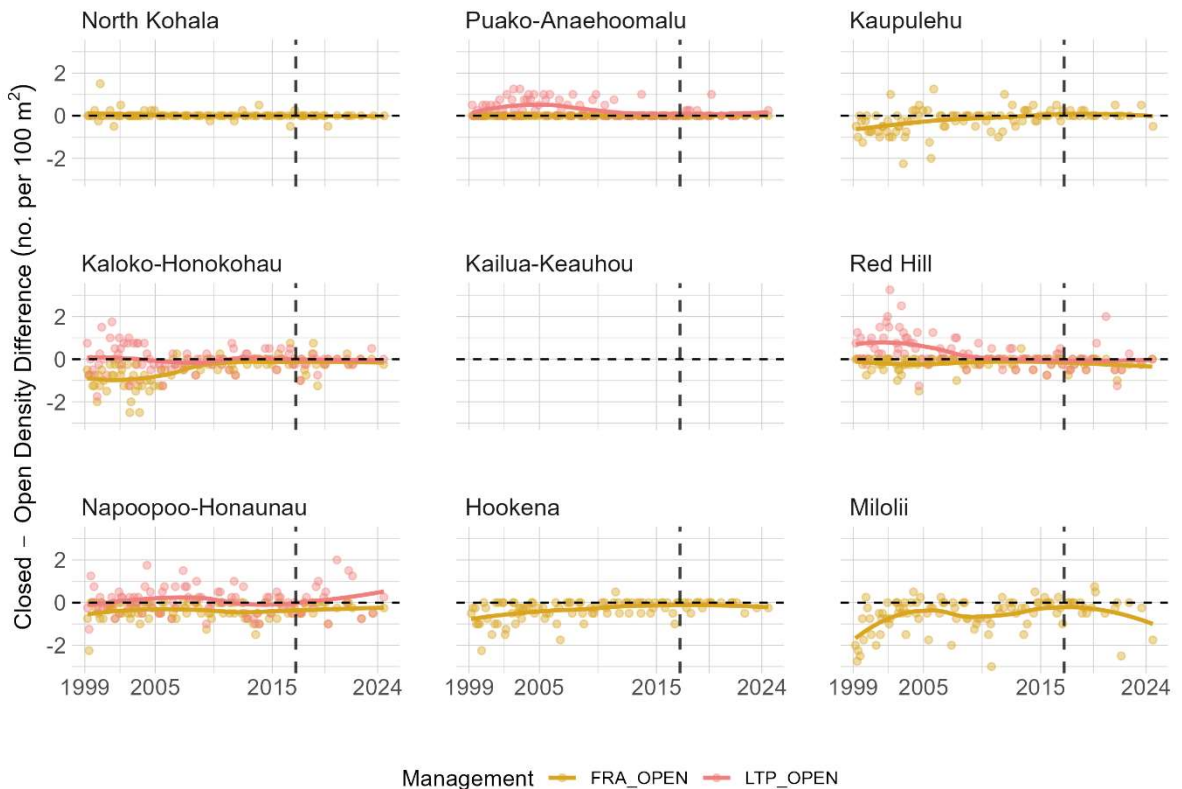 North Kohala
Puako-Anaehoomalu
Kaupulehu
2
0
-2
Kaloko-Honokohau
Kailua-Keauhou
Red Hill
2
0
-2
Closed − Open Density Difference (no. per 100 m²)
Napoopoo-Honaunau
Hookena
Milolii
2
0
-2
1999 2005 2015 2024
1999 2005 2015 2024
1999 2005 2015 2024
Management FRA_OPEN LTP_OPEN